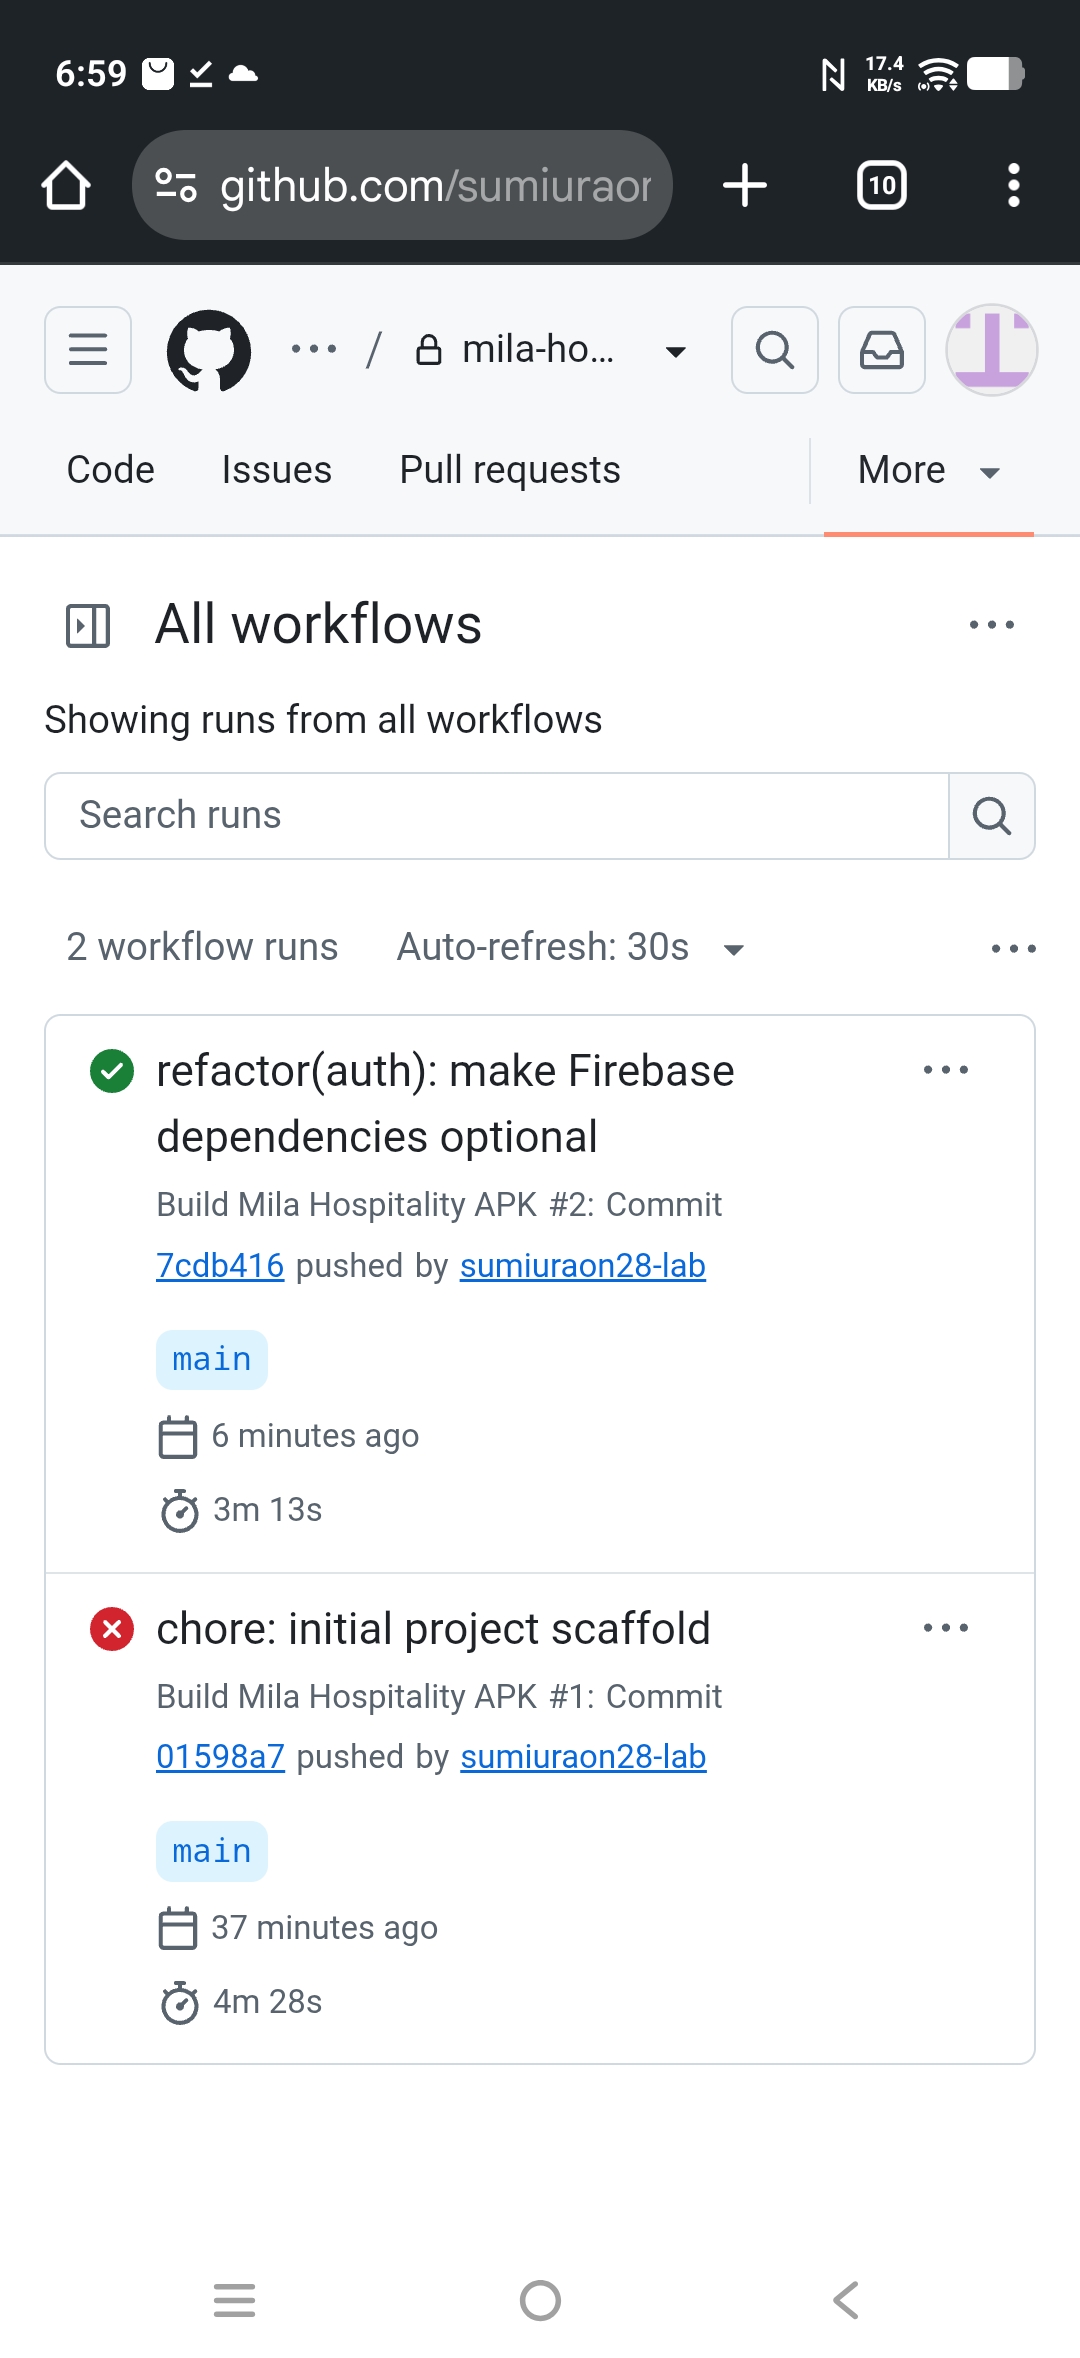 6:59
17.4
KB/s
github.com/sumiuraor
10
/ mila-ho...
Code Issues Pull requests More
All workflows
Showing runs from all workflows
Search runs
2 workflow runs Auto-refresh: 30s
refactor(auth): make Firebase
dependencies optional
Build Mila Hospitality APK #2: Commit
7cdb416 pushed by sumiuraon28-lab
main
6 minutes ago
3m 13s
chore: initial project scaffold
Build Mila Hospitality APK #1: Commit
01598a7 pushed by sumiuraon28-lab
main
37 minutes ago
4m 28s